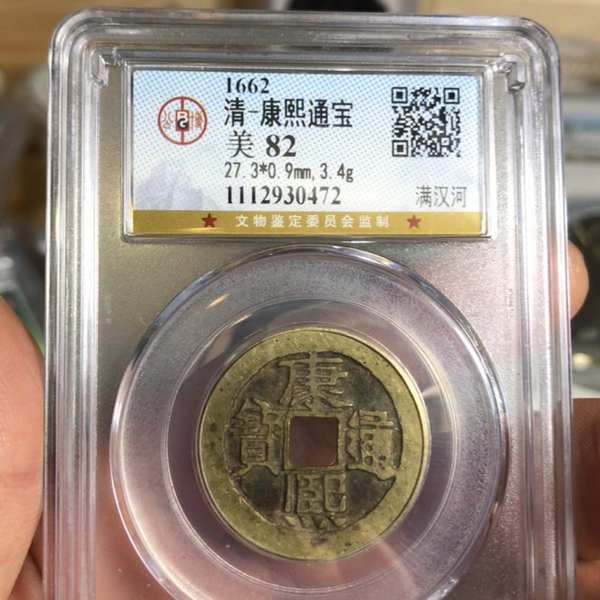 1662
清-康熙通宝
美 82
27.3*0.9mm,3.4g
1112930472
满汉河
★ 文物鉴定委员会监制 ★
康熙通寶